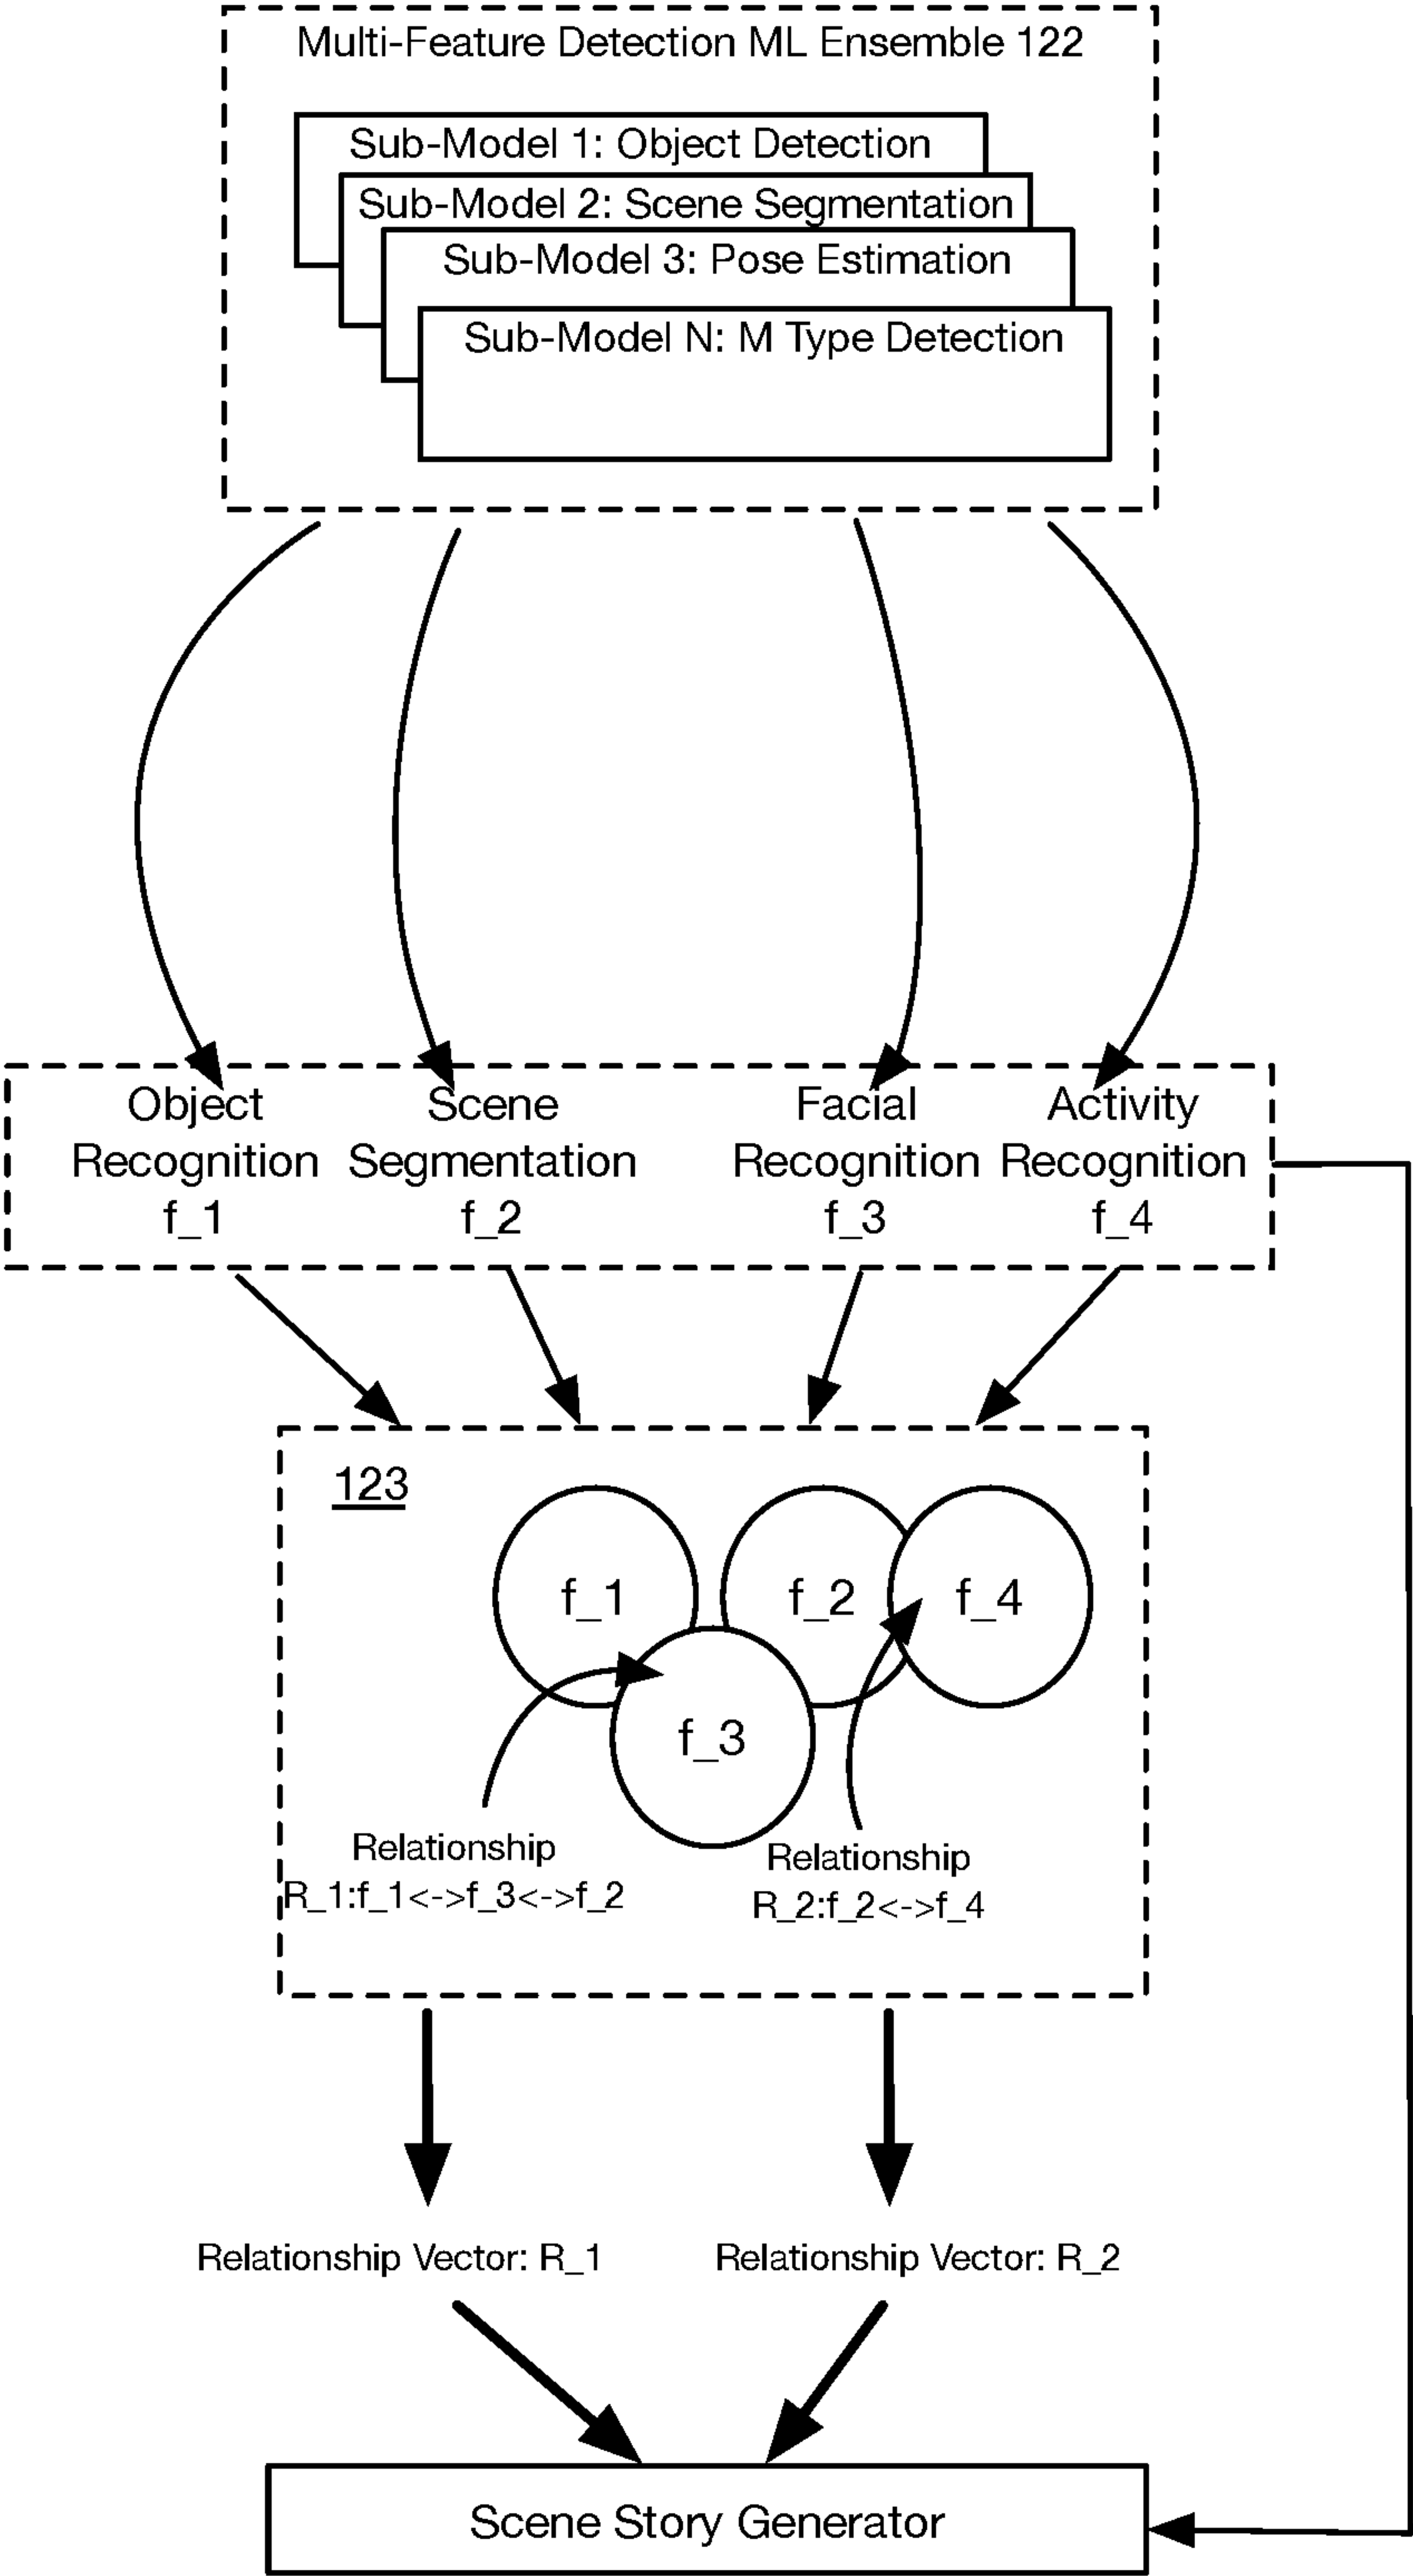 Multi-Feature Detection ML Ensemble 122
Sub-Model 1: Object Detection
Sub-Model 2: Scene Segmentation
Sub-Model 3: Pose Estimation
Sub-Model N: M Type Detection
Object
Recognition
f_1
Scene
Segmentation
f_2
Facial
Recognition
f_3
Activity
Recognition
f_4
123
f_1
f_2
f_4
f_3
Relationship
R_1:f_1<->f_3<->f_2
Relationship
R_2:f_2<->f_4
Relationship Vector: R_1
Relationship Vector: R_2
Scene Story Generator